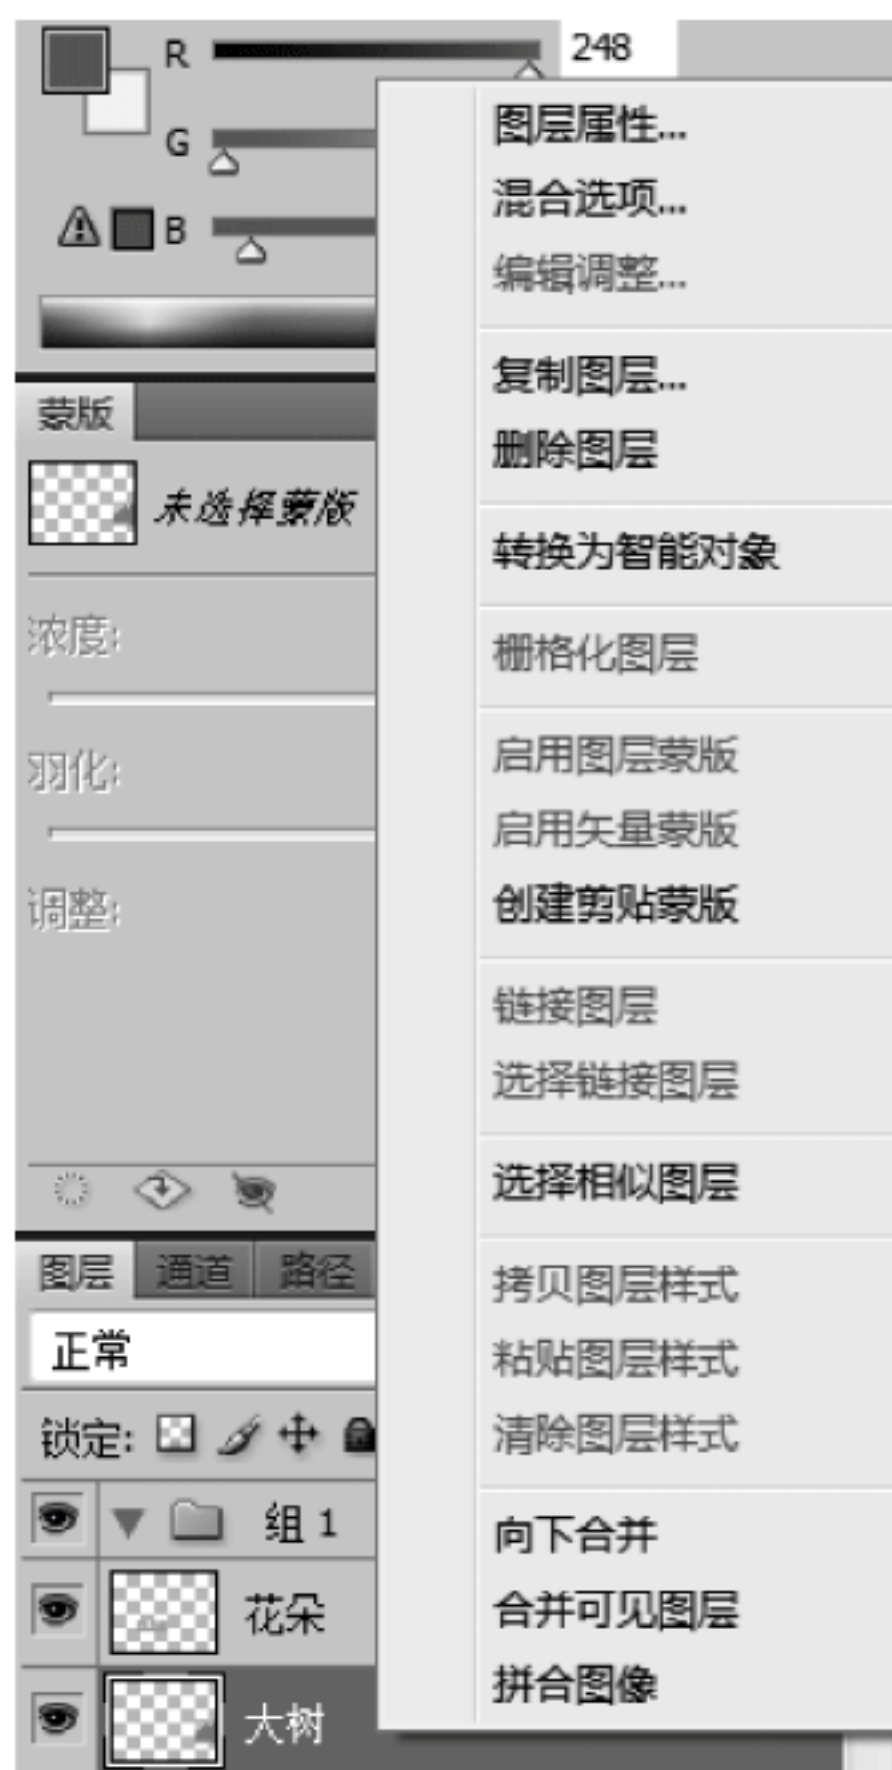 R 248
G
B
图层属性...
混合选项...
编辑调整...
复制图层...
删除图层
转换为智能对象
栅格化图层
启用图层蒙版
启用矢量蒙版
创建剪贴蒙版
链接图层
选择链接图层
选择相似图层
拷贝图层样式
粘贴图层样式
清除图层样式
向下合并
合并可见图层
拼合图像
蒙版
未选择蒙版
浓度:
羽化:
调整:
图层 通道 路径
正常
锁定:
组 1
花朵
大树